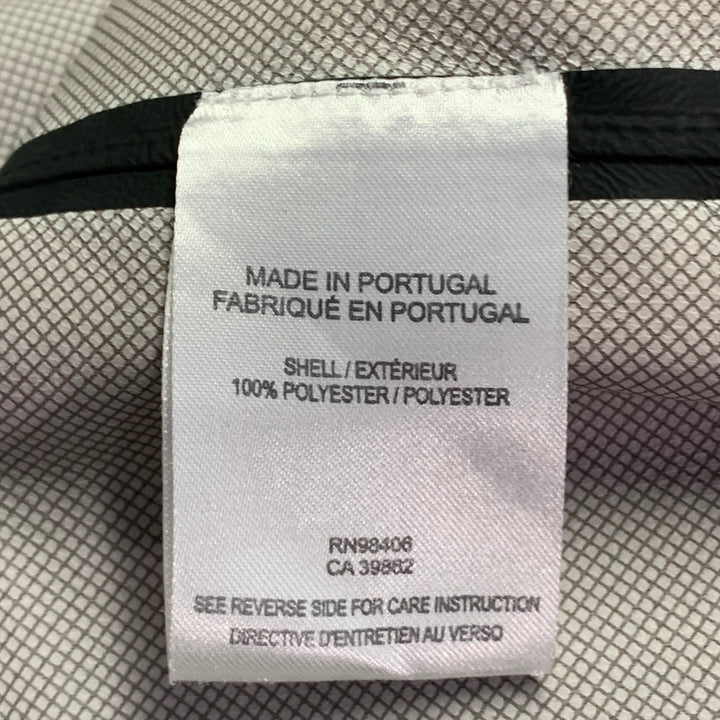 MADE IN PORTUGAL
FABRIQUÉ EN PORTUGAL
SHELL / EXTÉRIEUR
100% POLYESTER / POLYESTER
RN98406
CA 39862
SEE REVERSE SIDE FOR CARE INSTRUCTION
DIRECTIVE D'ENTRETIEN AU VERSO